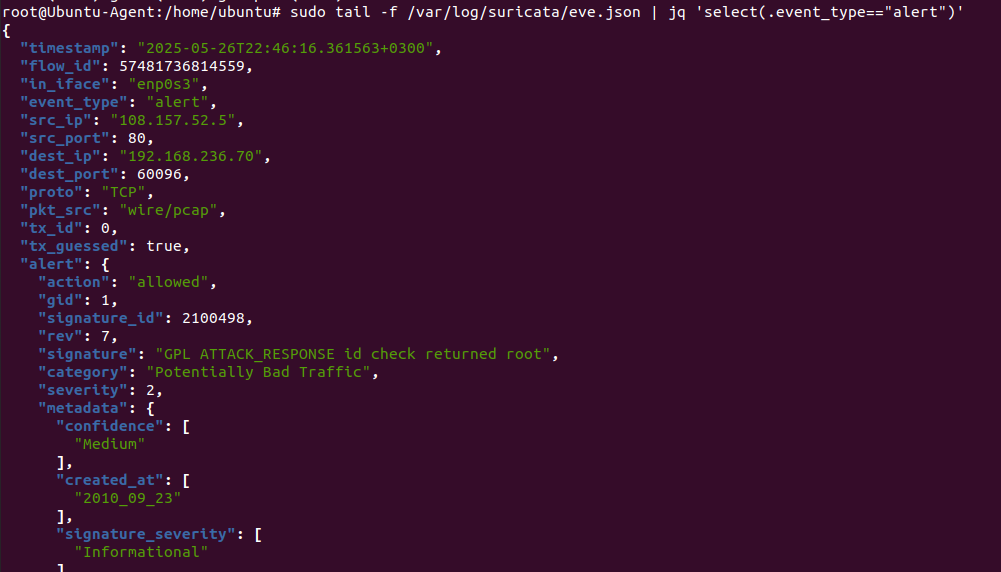 root@Ubuntu-Agent:/home/ubuntu# sudo tail -f /var/log/suricata/eve.json | jq 'select(.event_type=="alert")'
{
  "timestamp": "2025-05-26T22:46:16.361563+0300",
  "flow_id": 57481736814559,
  "in_iface": "enp0s3",
  "event_type": "alert",
  "src_ip": "108.157.52.5",
  "src_port": 80,
  "dest_ip": "192.168.236.70",
  "dest_port": 60096,
  "proto": "TCP",
  "pkt_src": "wire/pcap",
  "tx_id": 0,
  "tx_guessed": true,
  "alert": {
    "action": "allowed",
    "gid": 1,
    "signature_id": 2100498,
    "rev": 7,
    "signature": "GPL ATTACK_RESPONSE id check returned root",
    "category": "Potentially Bad Traffic",
    "severity": 2,
    "metadata": {
      "confidence": [
        "Medium"
      ],
      "created_at": [
        "2010_09_23"
      ],
      "signature_severity": [
        "Informational"
      ]